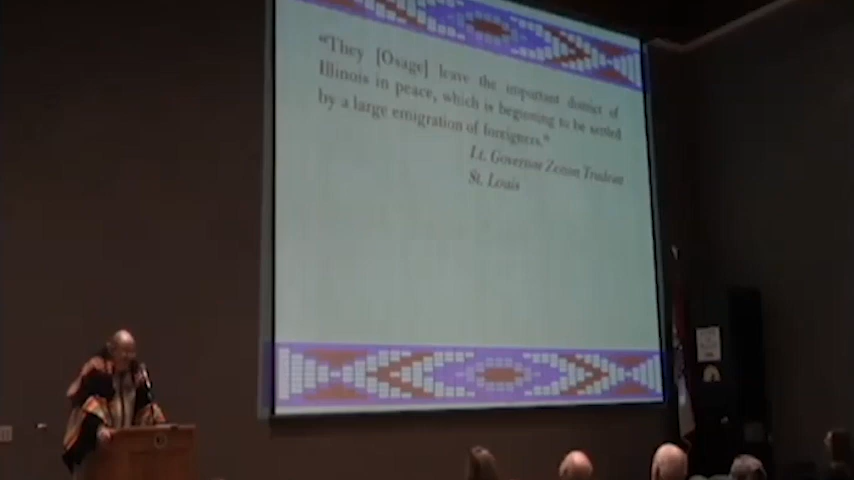 "They [Osage] leave the important district of
Illinois in peace, which is beginning to be settled
by a large emigration of foreigners."
Lt. Governor Zenon Trudeau
St. Louis